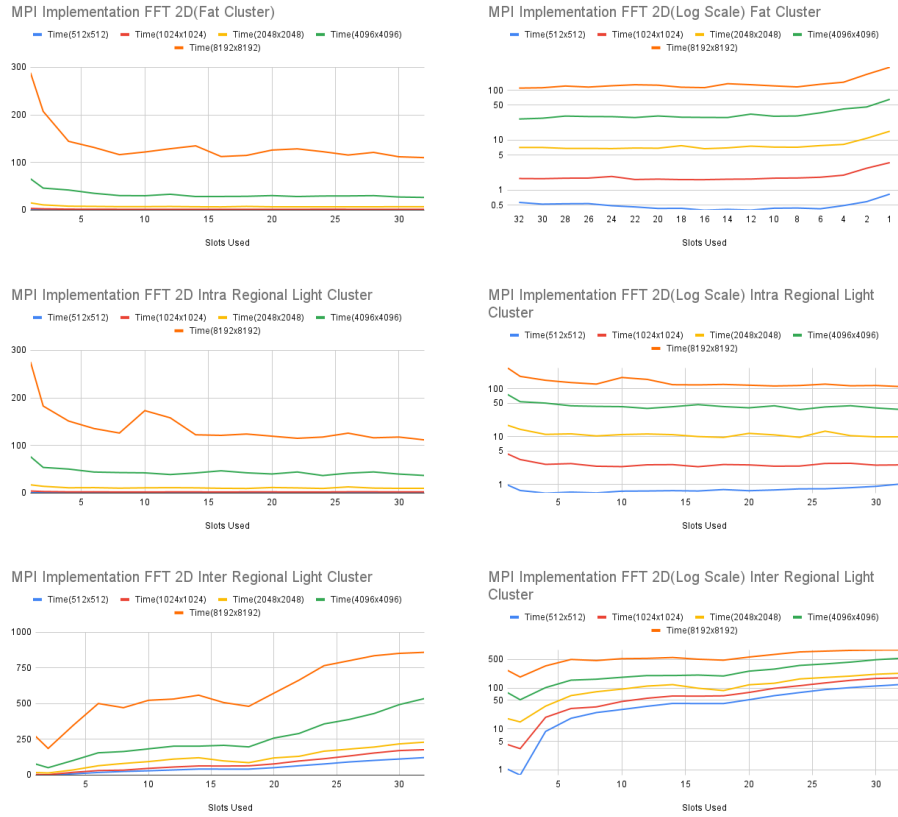 MPI Implementation FFT 2D(Fat Cluster)
Time(512x512) Time(1024x1024) Time(2048x2048) Time(4096x4096)
Time(8192x8192)
300
200
100
0
5 10 15 20 25 30
Slots Used
MPI Implementation FFT 2D(Log Scale) Fat Cluster
Time(512x512) Time(1024x1024) Time(2048x2048) Time(4096x4096)
Time(8192x8192)
100
50
10
5
1
0.5
32 30 28 26 24 22 20 18 16 14 12 10 8 6 4 2 1
Slots Used
MPI Implementation FFT 2D Intra Regional Light Cluster
Time(512x512) Time(1024x1024) Time(2048x2048) Time(4096x4096)
Time(8192x8192)
300
200
100
0
5 10 15 20 25 30
Slots Used
MPI Implementation FFT 2D(Log Scale) Intra Regional Light
Cluster
Time(512x512) Time(1024x1024) Time(2048x2048) Time(4096x4096)
Time(8192x8192)
100
50
10
5
1
5 10 15 20 25 30
Slots Used
MPI Implementation FFT 2D Inter Regional Light Cluster
Time(512x512) Time(1024x1024) Time(2048x2048) Time(4096x4096)
Time(8192x8192)
1000
750
500
250
0
5 10 15 20 25 30
Slots Used
MPI Implementation FFT 2D(Log Scale) Inter Regional Light
Cluster
Time(512x512) Time(1024x1024) Time(2048x2048) Time(4096x4096)
Time(8192x8192)
500
100
50
10
5
1
5 10 15 20 25 30
Slots Used